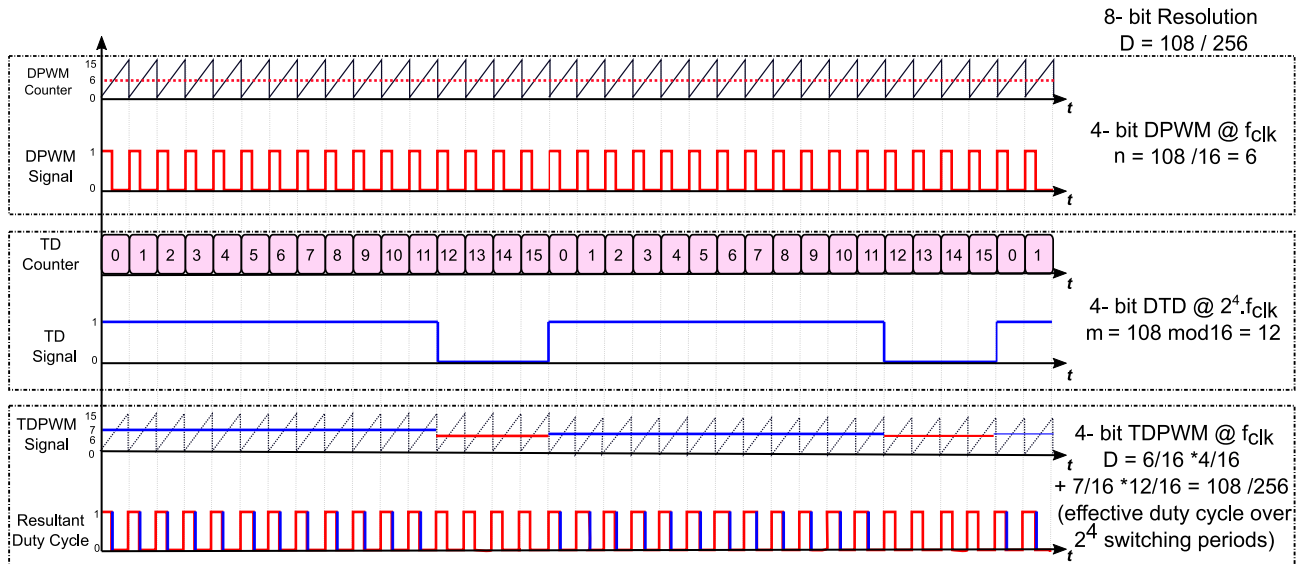 8- bit Resolution
D = 108 / 256
DPWM
Counter
15
6
0
t
DPWM
Signal
1
0
t
4- bit DPWM @ fclk
n = 108 /16 = 6
TD
Counter
0 1 2 3 4 5 6 7 8 9 10 11 12 13 14 15 0 1 2 3 4 5 6 7 8 9 10 11 12 13 14 15 0 1
t
TD
Signal
1
0
t
4- bit DTD @ 2⁴.fclk
m = 108 mod16 = 12
TDPWM
Signal
15
7
6
0
t
Resultant
Duty Cycle
1
0
t
4- bit TDPWM @ fclk
D = 6/16 *4/16
+ 7/16 *12/16 = 108 /256
(effective duty cycle over
2⁴ switching periods)